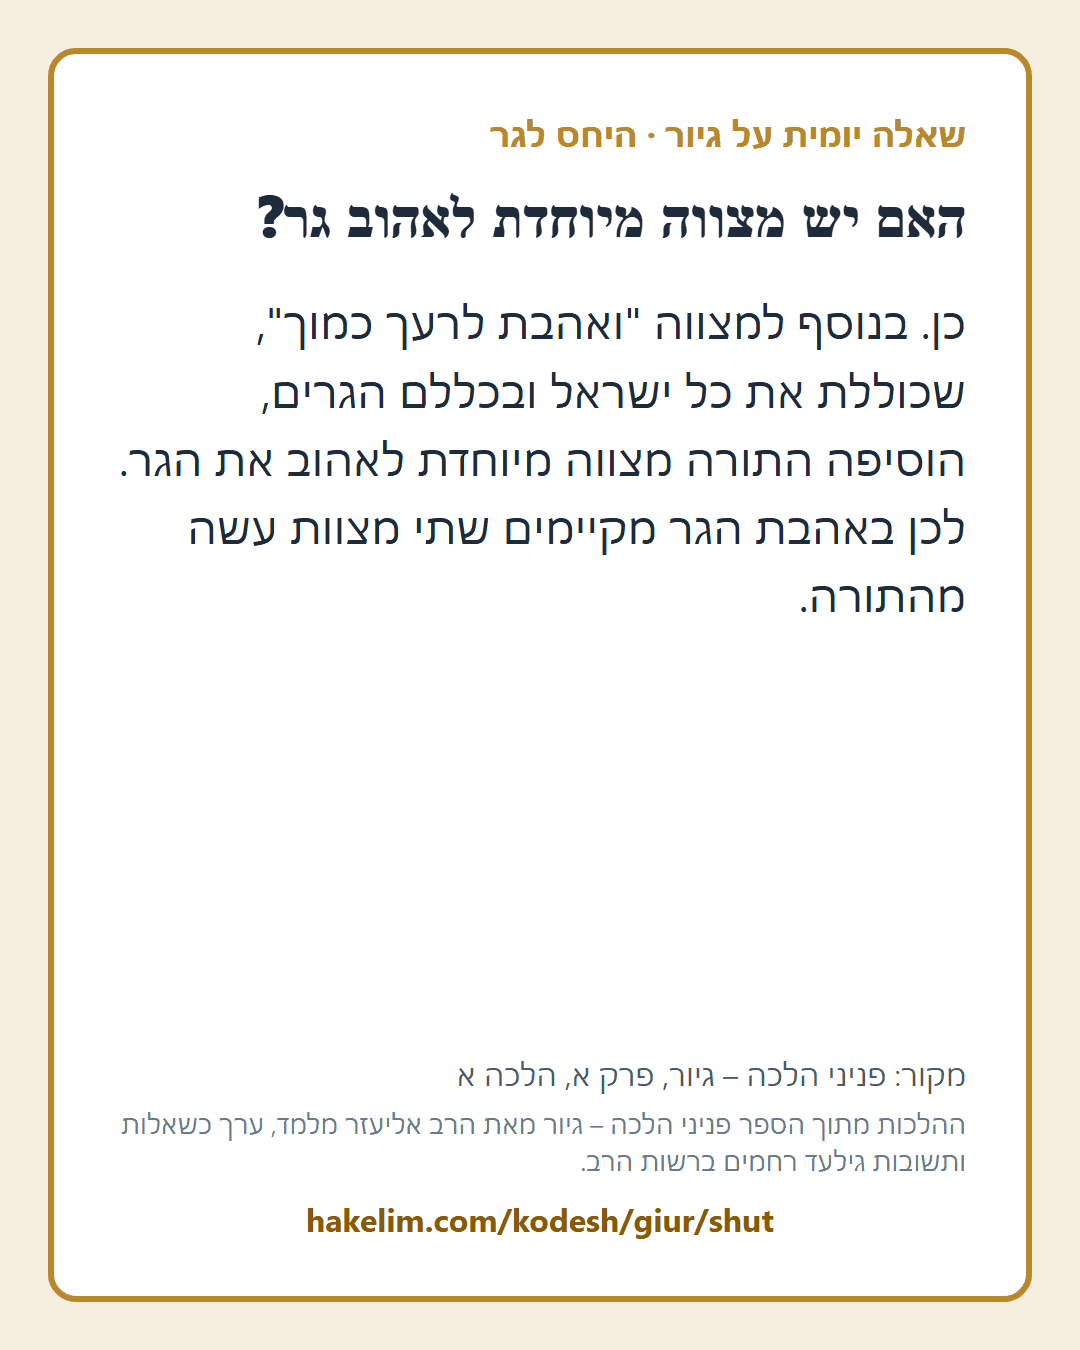 שאלה יומית על גיור · היחס לגר
האם יש מצווה מיוחדת לאהוב גר?
כן. בנוסף למצווה "ואהבת לרעך כמוך",
שכוללת את כל ישראל ובכללם הגרים,
הוסיפה התורה מצווה מיוחדת לאהוב את הגר.
לכן באהבת הגר מקיימים שתי מצוות עשה
מהתורה.
מקור: פניני הלכה – גיור, פרק א, הלכה א
ההלכות מתוך הספר פניני הלכה – גיור מאת הרב אליעזר מלמד, ערך כשאלות
ותשובות גילעד רחמים ברשות הרב.
hakelim.com/kodesh/giur/shut